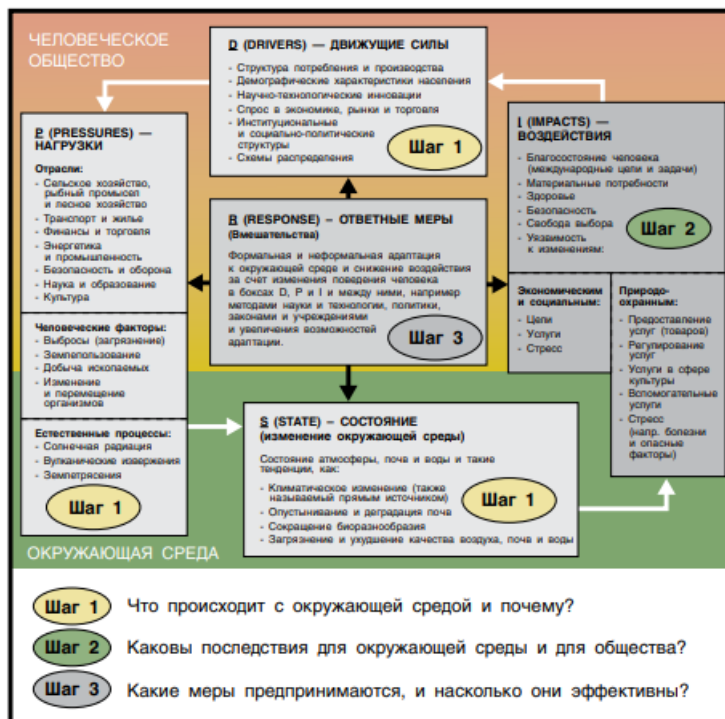 ЧЕЛОВЕЧЕСКОЕ
ОБЩЕСТВО
D (DRIVERS) — ДВИЖУЩИЕ СИЛЫ
- Структура потребления и производства
- Демографические характеристики населения
- Научно-технологические инновации
- Спрос в экономике, рынки и торговля
- Институциональные
и социально-политические
структуры
- Схемы распределения
Шаг 1
P (PRESSURES) —
НАГРУЗКИ
Отрасли:
- Сельское хозяйство,
рыбный промысел
и лесное хозяйство
- Транспорт и жилье
- Финансы и торговля
- Энергетика
и промышленность
- Безопасность и оборона
- Наука и образование
- Культура
Человеческие факторы:
- Выбросы (загрязнение)
- Землепользование
- Добыча ископаемых
- Изменение
и перемещение
организмов
Естественные процессы:
- Солнечная радиация
- Вулканические извержения
- Землетрясения
Шаг 1
R (RESPONSE) – ОТВЕТНЫЕ МЕРЫ
(Вмешательства)
Формальная и неформальная адаптация
к окружающей среде и снижение воздействия
за счет изменения поведения человека
в боксах D, P и I и между ними, например
методами науки и технологии, политики,
законами и учреждениями
и увеличения возможностей
адаптации.
Шаг 3
I (IMPACTS) —
ВОЗДЕЙСТВИЯ
- Благосостояние человека
(международные цели и задачи)
- Материальные потребности
- Здоровье
- Безопасность
- Свобода выбора
- Уязвимость
к изменениям:
Шаг 2
Экономическим
и социальным:
- Цели
- Услуги
- Стресс
Природо-
охранным:
- Предоставление
услуг (товаров)
- Регулирование
услуг
- Услуги в сфере
культуры
- Вспомогательные
услуги
- Стресс
(напр. болезни
и опасные
факторы)
S (STATE) – СОСТОЯНИЕ
(изменение окружающей среды)
Состояние атмосферы, почв и воды и такие
тенденции, как:
- Климатическое изменение (также
называемый прямым источником)
- Опустынивание и деградация почв
- Сокращение биоразнообразия
- Загрязнение и ухудшение качества воздуха, почв и воды
Шаг 1
ОКРУЖАЮЩАЯ СРЕДА
Шаг 1 Что происходит с окружающей средой и почему?
Шаг 2 Каковы последствия для окружающей среды и для общества?
Шаг 3 Какие меры предпринимаются, и насколько они эффективны?